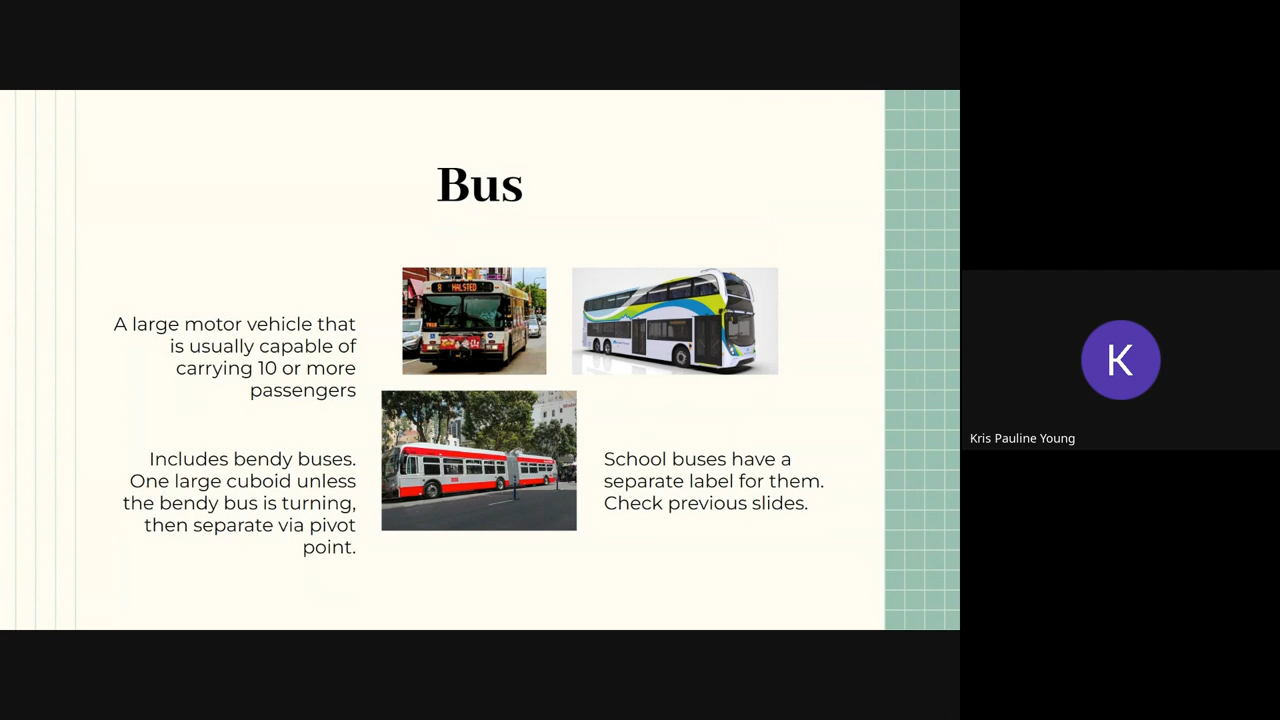 Bus
8 HALSTED
A large motor vehicle that
is usually capable of
carrying 10 or more
passengers
Includes bendy buses.
One large cuboid unless
the bendy bus is turning,
then separate via pivot
point.
School buses have a
separate label for them.
Check previous slides.
K
Kris Pauline Young